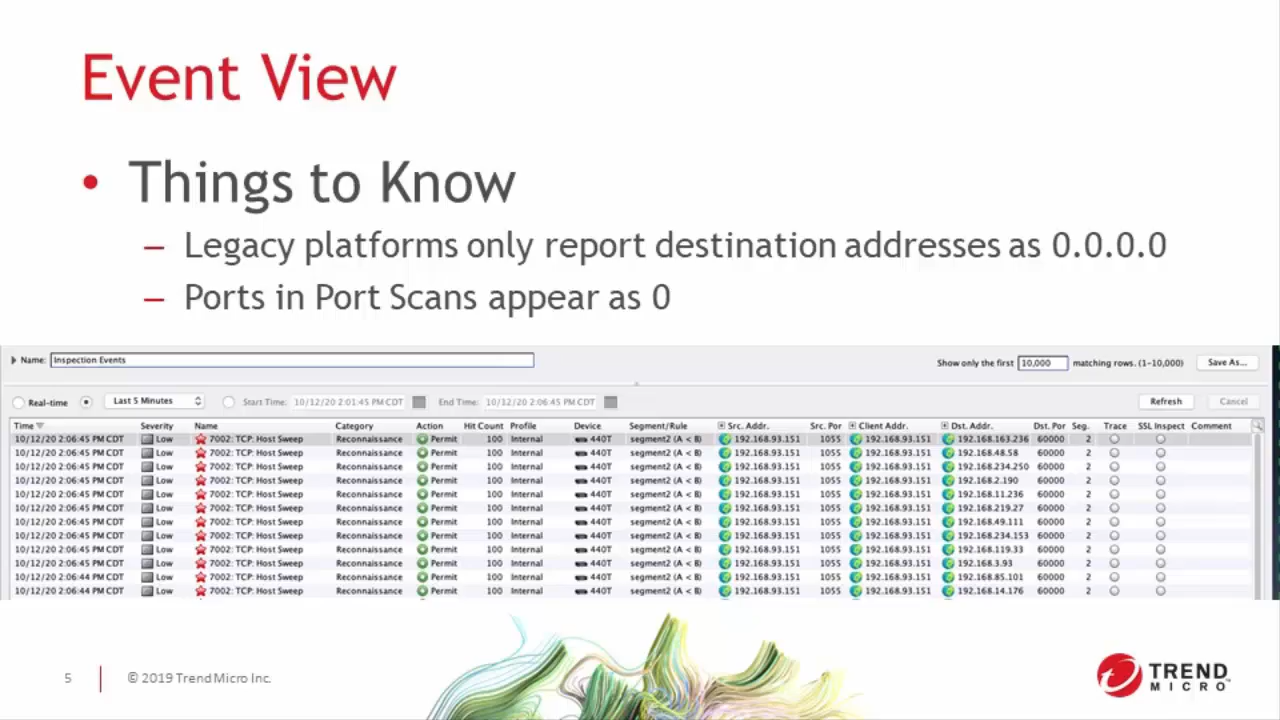 Event View
• Things to Know
– Legacy platforms only report destination addresses as 0.0.0.0
– Ports in Port Scans appear as 0
Name: Inspection Events Show only the first 10,000 matching rows. (1-10,000) Save As...
Real-time Last 5 Minutes Start Time: 10/12/20 2:01:45 PM CDT End Time: 10/12/20 2:06:45 PM CDT Refresh Cancel
Time Severity Name Category Action Hit Count Profile Device Segment/Rule Src. Addr. Src. Por Client Addr. Dst. Addr. Dst. Por Seg. Trace SSL Inspect Comment
10/12/20 2:06:45 PM CDT Low 7002: TCP: Host Sweep Reconnaissance Permit 100 Internal 440T segment2 (A < B) 192.168.93.151 1055 192.168.93.151 192.168.163.236 60000 2
10/12/20 2:06:45 PM CDT Low 7002: TCP: Host Sweep Reconnaissance Permit 100 Internal 440T segment2 (A < B) 192.168.93.151 1055 192.168.93.151 192.168.48.58 60000 2
10/12/20 2:06:45 PM CDT Low 7002: TCP: Host Sweep Reconnaissance Permit 100 Internal 440T segment2 (A < B) 192.168.93.151 1055 192.168.93.151 192.168.234.250 60000 2
10/12/20 2:06:45 PM CDT Low 7002: TCP: Host Sweep Reconnaissance Permit 100 Internal 440T segment2 (A < B) 192.168.93.151 1055 192.168.93.151 192.168.2.190 60000 2
10/12/20 2:06:45 PM CDT Low 7002: TCP: Host Sweep Reconnaissance Permit 100 Internal 440T segment2 (A < B) 192.168.93.151 1055 192.168.93.151 192.168.11.236 60000 2
10/12/20 2:06:45 PM CDT Low 7002: TCP: Host Sweep Reconnaissance Permit 100 Internal 440T segment2 (A < B) 192.168.93.151 1055 192.168.93.151 192.168.219.27 60000 2
10/12/20 2:06:45 PM CDT Low 7002: TCP: Host Sweep Reconnaissance Permit 100 Internal 440T segment2 (A < B) 192.168.93.151 1055 192.168.93.151 192.168.49.111 60000 2
10/12/20 2:06:45 PM CDT Low 7002: TCP: Host Sweep Reconnaissance Permit 100 Internal 440T segment2 (A < B) 192.168.93.151 1055 192.168.93.151 192.168.234.153 60000 2
10/12/20 2:06:45 PM CDT Low 7002: TCP: Host Sweep Reconnaissance Permit 100 Internal 440T segment2 (A < B) 192.168.93.151 1055 192.168.93.151 192.168.119.33 60000 2
10/12/20 2:06:45 PM CDT Low 7002: TCP: Host Sweep Reconnaissance Permit 100 Internal 440T segment2 (A < B) 192.168.93.151 1055 192.168.93.151 192.168.3.93 60000 2
10/12/20 2:06:44 PM CDT Low 7002: TCP: Host Sweep Reconnaissance Permit 100 Internal 440T segment2 (A < B) 192.168.93.151 1055 192.168.93.151 192.168.85.101 60000 2
10/12/20 2:06:44 PM CDT Low 7002: TCP: Host Sweep Reconnaissance Permit 100 Internal 440T segment2 (A < B) 192.168.93.151 1055 192.168.93.151 192.168.14.176 60000 2
5 © 2019 Trend Micro Inc.
TREND
MICRO